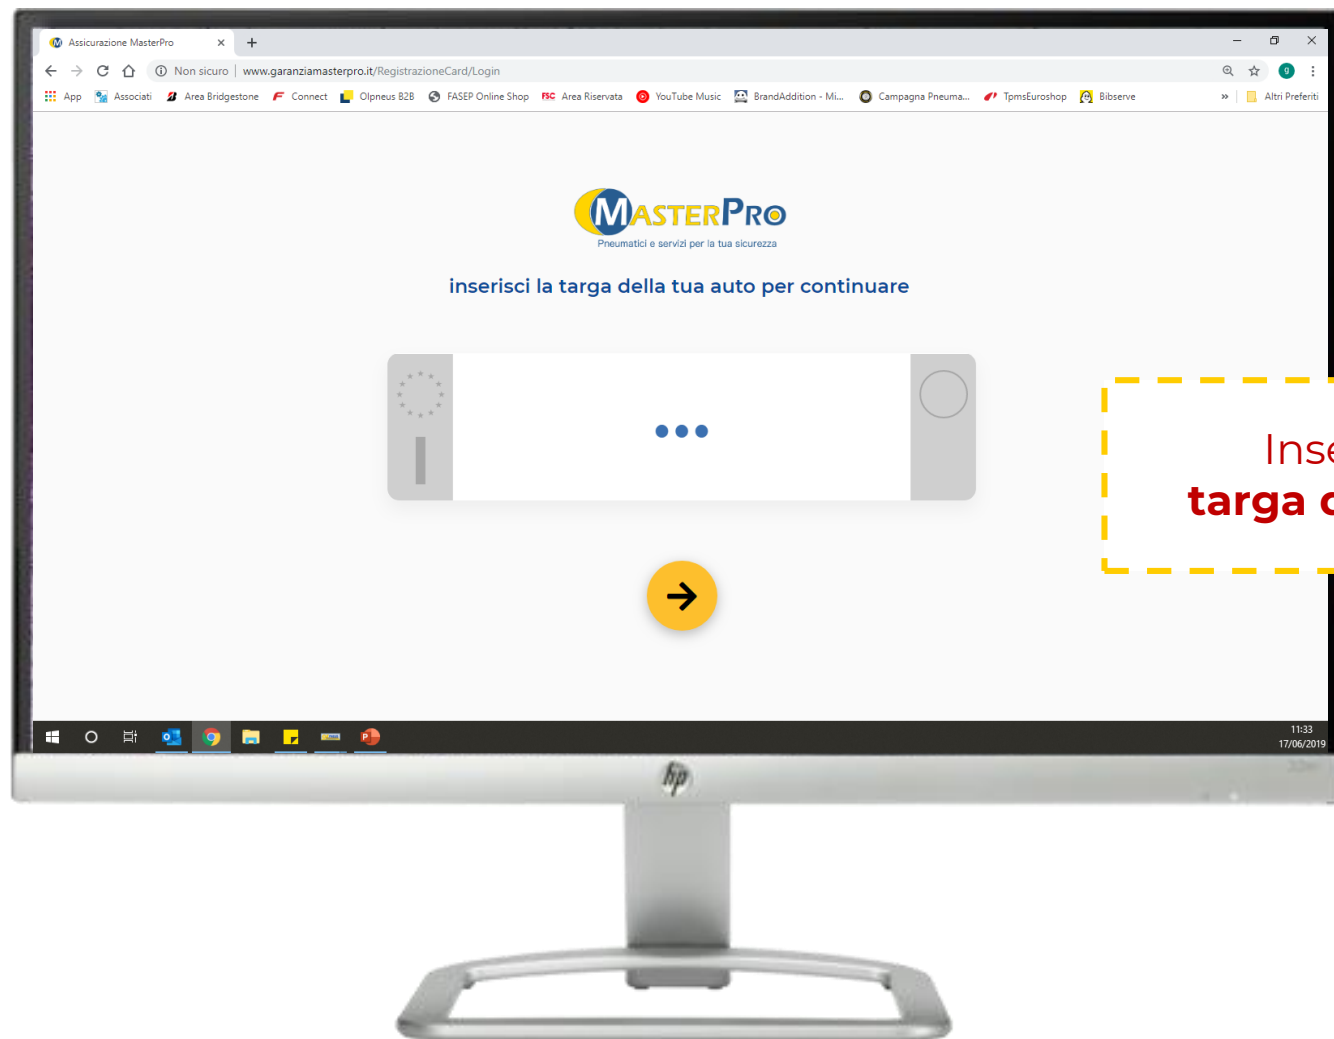 Assicurazione MasterPro
Non sicuro | www.garanziamasterpro.it/RegistrazioneCard/Login
App Associati Area Bridgestone Connect Olpneus B2B FASEP Online Shop FSC Area Riservata YouTube Music BrandAddition - Mi... Campagna Pneuma... TpmsEuroshop Bibserve » Altri Preferiti
MASTERPRO
Pneumatici e servizi per la tua sicurezza
inserisci la targa della tua auto per continuare
targa
11:33
17/06/2019
hp